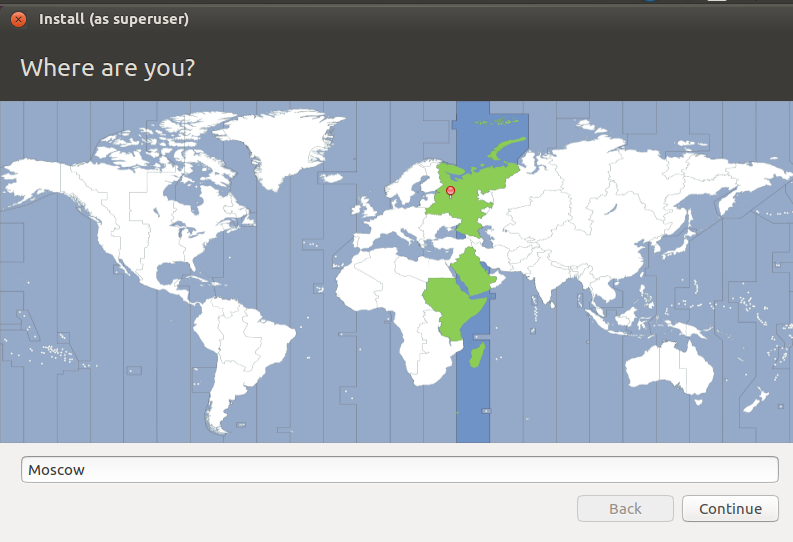 Install (as superuser)
Where are you?
Moscow
Back
Continue